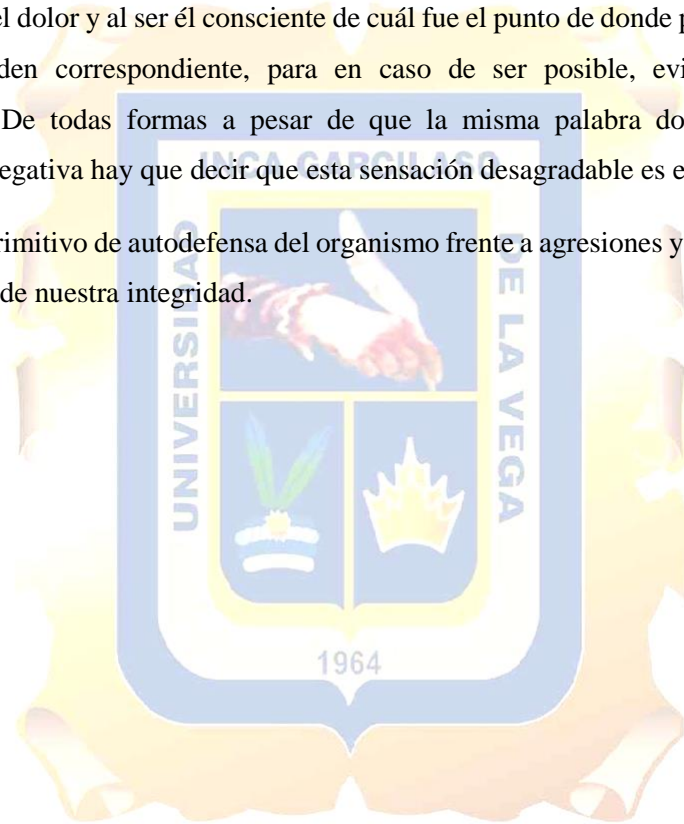 el dolor y al ser él consciente de cuál fue el punto de donde p
den correspondiente, para en caso de ser posible, evi
De todas formas a pesar de que la misma palabra do
egativa hay que decir que esta sensación desagradable es e
rimitivo de autodefensa del organismo frente a agresiones y
de nuestra integridad.
INCA GARCILASO
UNIVERSIDAD
DE LA VEGA
1964